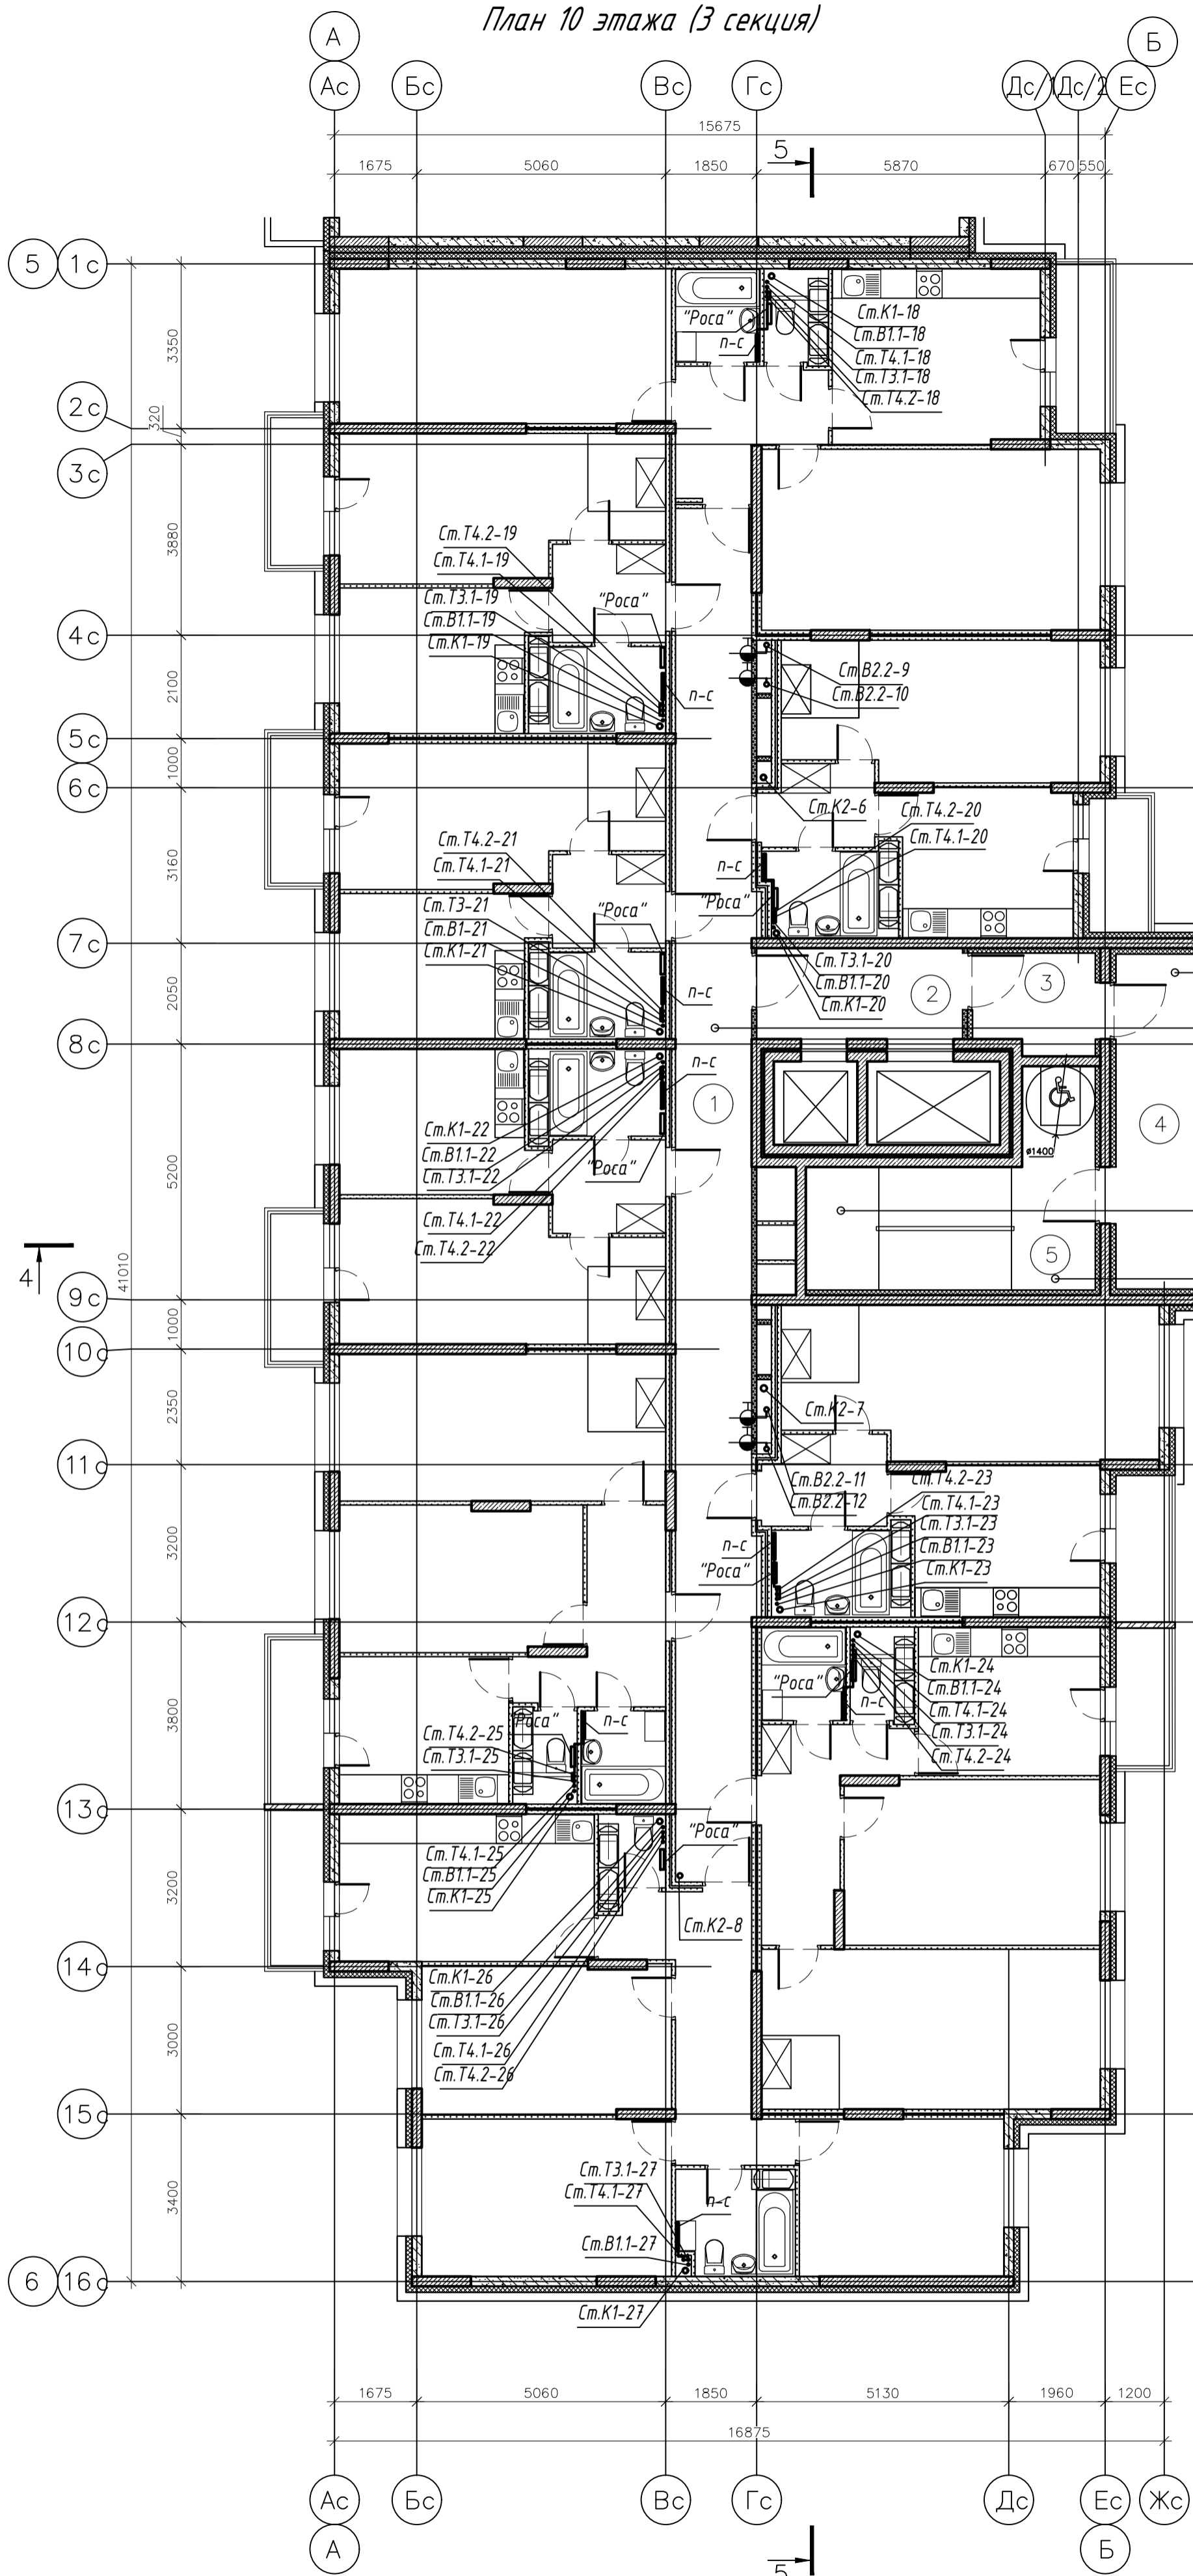 План 10 этажа (3 секция)
А
Б
Ас
Бс
Вс
Гс
Дс/1
Дс/2
Ес
15675
1675
5060
1850
5870
670
550
5
5
1с
3350
"Роса"
п-с
Ст.К1-18
Ст.В1.1-18
Ст.Т4.1-18
Ст.Т3.1-18
Ст.Т4.2-18
2с
320
3с
3880
Ст.Т4.2-19
Ст.Т4.1-19
Ст.Т3.1-19
Ст.В1.1-19
Ст.К1-19
"Роса"
п-с
4с
2100
Ст.В2.2-9
Ст.В2.2-10
5с
1000
6с
Ст.К2-6
Ст.Т4.2-20
Ст.Т4.1-20
п-с
"Роса"
3160
Ст.Т4.2-21
Ст.Т4.1-21
Ст.Т3-21
Ст.В1-21
Ст.К1-21
"Роса"
п-с
7с
Ст.Т3.1-20
Ст.В1.1-20
Ст.К1-20
2
3
2050
8с
п-с
1
4
ø1400
Ст.К1-22
Ст.В1.1-22
Ст.Т3.1-22
"Роса"
Ст.Т4.1-22
Ст.Т4.2-22
5200
5
4
41010
9с
1000
10с
2350
Ст.К2-7
11с
Ст.В2.2-11
Ст.В2.2-12
Ст.Т4.2-23
Ст.Т4.1-23
Ст.Т3.1-23
Ст.В1.1-23
Ст.К1-23
п-с
"Роса"
3200
12с
"Роса"
п-с
Ст.К1-24
Ст.В1.1-24
Ст.Т4.1-24
Ст.Т3.1-24
Ст.Т4.2-24
3800
"Роса"
п-с
Ст.Т4.2-25
Ст.Т3.1-25
13с
Ст.Т4.1-25
Ст.В1.1-25
Ст.К1-25
"Роса"
3200
Ст.К2-8
14с
Ст.К1-26
Ст.В1.1-26
Ст.Т3.1-26
Ст.Т4.1-26
Ст.Т4.2-26
3000
15с
3400
Ст.Т3.1-27
Ст.Т4.1-27
п-с
Ст.В1.1-27
Ст.К1-27
6
16с
1675
5060
1850
5130
1960
1200
16875
Ас
Бс
Вс
Гс
Дс
Ес
Жс
А
Б
5